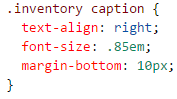 .inventory caption {
  text-align: right;
  font-size: .85em;
  margin-bottom: 10px;
}